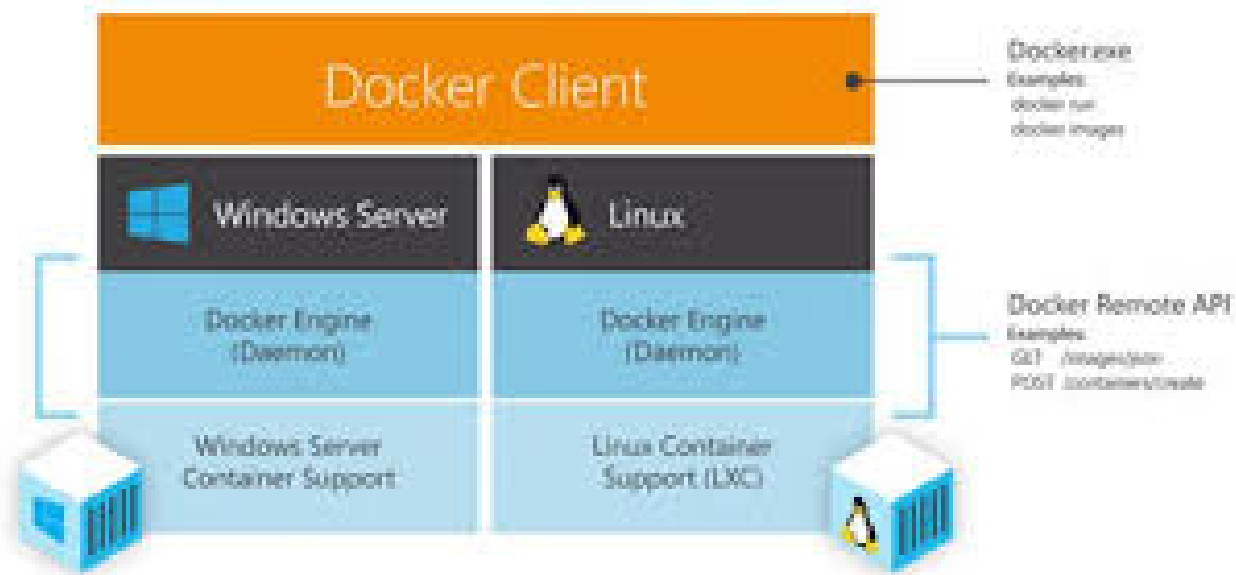 Docker Client
Docker.exe
Examples:
docker run
docker images
Windows Server
Linux
Docker Engine
(Daemon)
Docker Engine
(Daemon)
Docker Remote API
Examples:
GET /images/json
POST /containers/create
Windows Server
Container Support
Linux Container
Support (LXC)